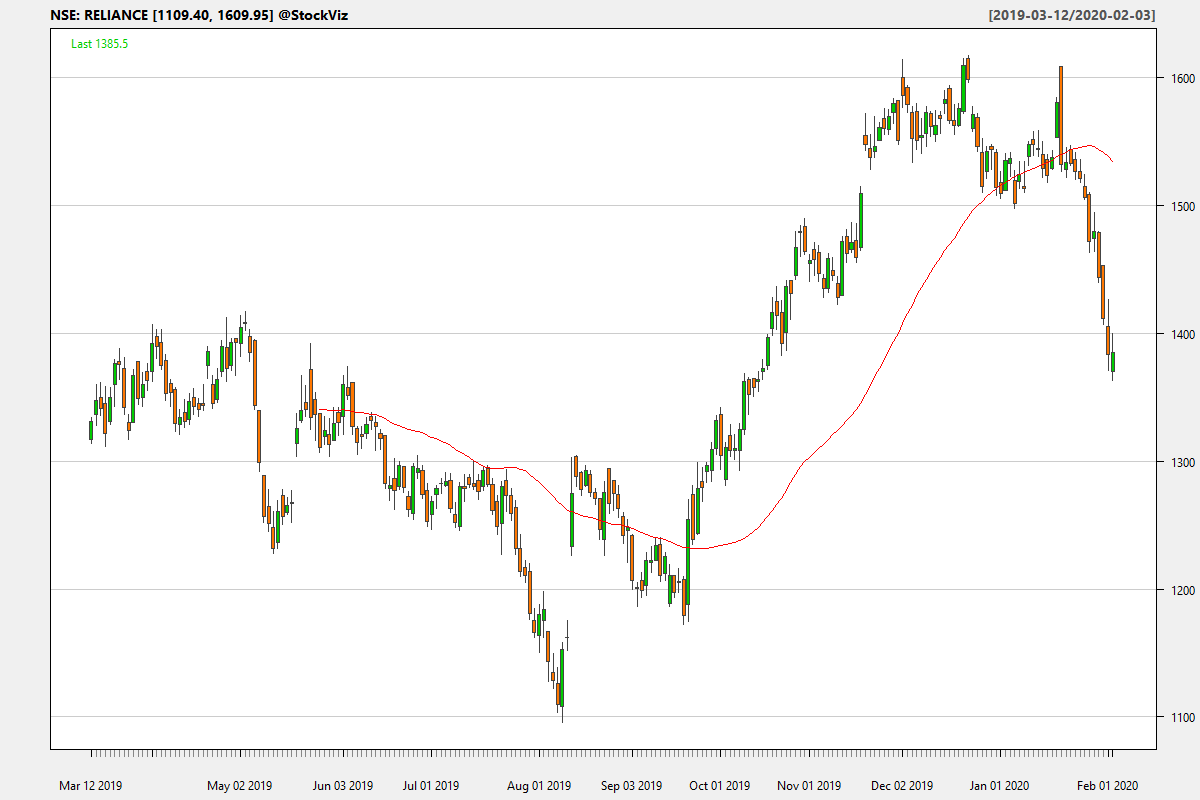 NSE: RELIANCE [1109.40, 1609.95] @StockViz [2019-03-12/2020-02-03]
Last 1385.5
1600
1500
1400
1300
1200
1100
Mar 12 2019 May 02 2019 Jun 03 2019 Jul 01 2019 Aug 01 2019 Sep 03 2019 Oct 01 2019 Nov 01 2019 Dec 02 2019 Jan 01 2020 Feb 01 2020